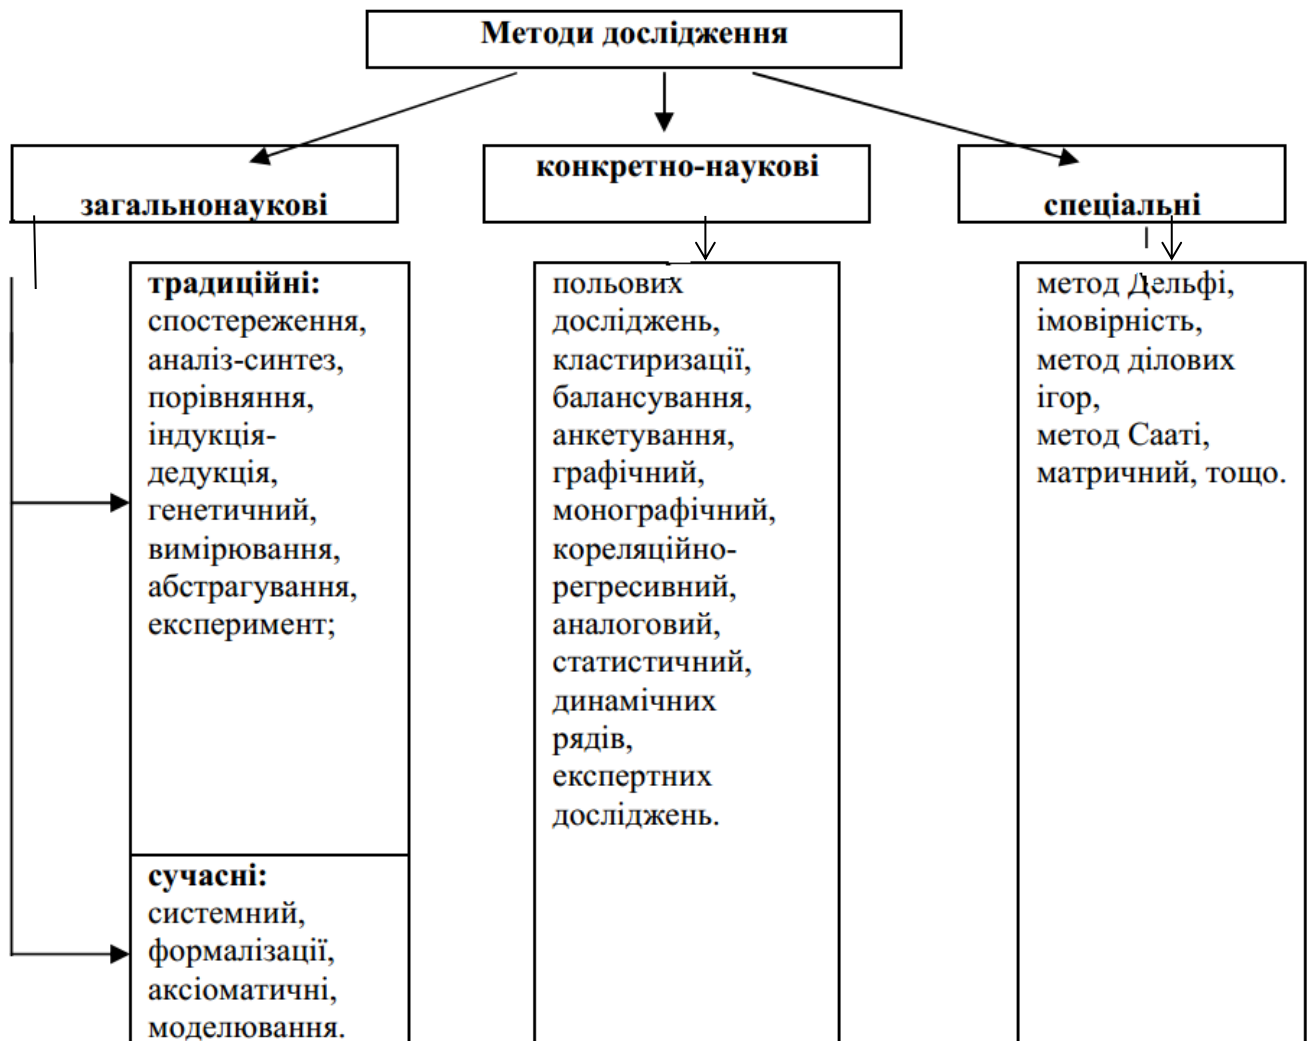 Методи дослідження
загальнонаукові
конкретно-наукові
спеціальні
традиційні:
спостереження,
аналіз-синтез,
порівняння,
індукція-
дедукція,
генетичний,
вимірювання,
абстрагування,
експеримент;
сучасні:
системний,
формалізації,
аксіоматичні,
моделювання.
польових
досліджень,
кластиризації,
балансування,
анкетування,
графічний,
монографічний,
кореляційно-
регресивний,
аналоговий,
статистичний,
динамічних
рядів,
експертних
досліджень.
метод Дельфі,
імовірність,
метод ділових
ігор,
метод Сааті,
матричний, тощо.